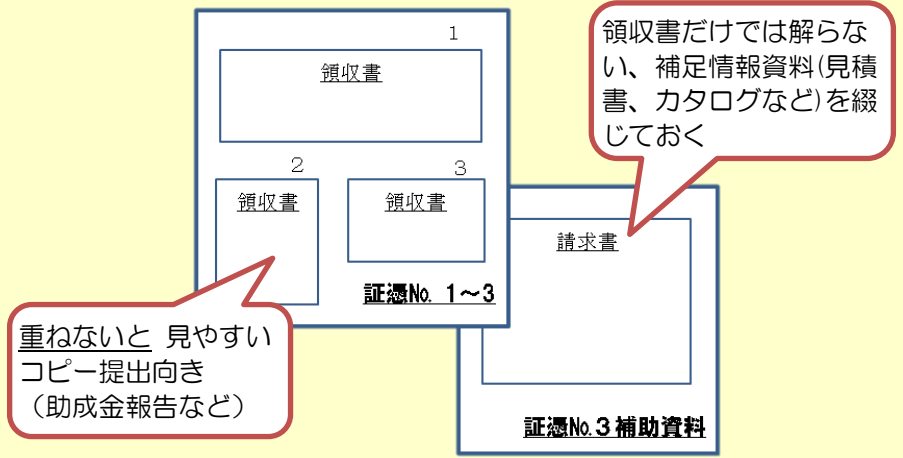 1
領収書
2
領収書
3
領収書
証憑No. 1～3
領収書だけでは解らな
い、補足情報資料(見積
書、カタログなど)を綴
じておく
請求書
証憑No.3補助資料
重ねないと 見やすい
コピー提出向き
（助成金報告など）